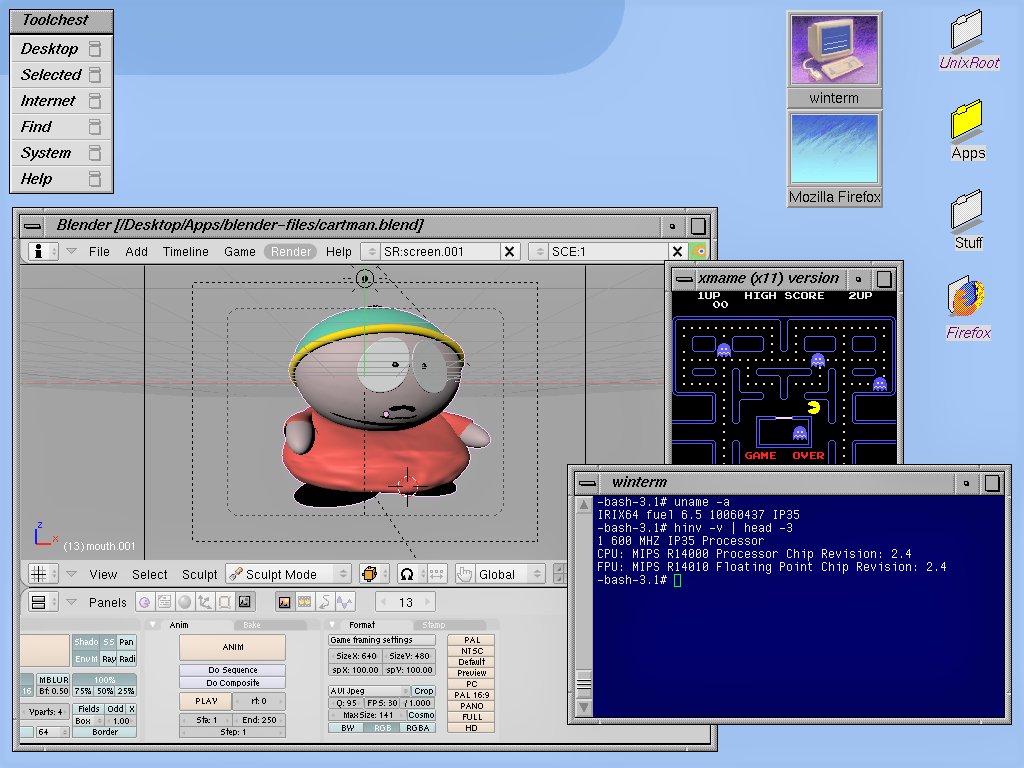 Toolchest
Desktop
Selected
Internet
Find
System
Help
winterm
Mozilla Firefox
UnixRoot
Apps
Stuff
Firefox
Blender [/Desktop/Apps/blender-files/cartman.blend]
File Add Timeline Game Render Help SR:screen.001 X SCE:1 X
z
x
(13) mouth.001
View Select Sculpt Sculpt Mode Global
Panels 13
Shado SS Pan
EnvM Ray Radi
MBLUR 100%
16 Bf: 0.50 75% 50% 25%
Vparts: 4 Fields Odd X
Box 1.00
64 Border
Anim Bake
ANIM
Do Sequence
Do Composite
PLAY rt: 0
Sta: 1 End: 250
Step: 1
Format Stamp
Game framing settings
SizeX: 640 SizeY: 480
spX: 100.00 spY: 100.00
AVI Jpeg Crop
Q: 95 FPS: 30 / 1.000
MaxSize: 141 Cosmo
BW RGB RGBA
PAL
NTSC
Default
Preview
PC
PAL 16:9
PANO
FULL
HD
xmame (x11) version
1UP HIGH SCORE 2UP
00
GAME OVER
winterm
-bash-3.1# uname -a
IRIX64 fuel 6.5 10060437 IP35
-bash-3.1# hinv -v | head -3
1 600 MHZ IP35 Processor
CPU: MIPS R14000 Processor Chip Revision: 2.4
FPU: MIPS R14010 Floating Point Chip Revision: 2.4
-bash-3.1#